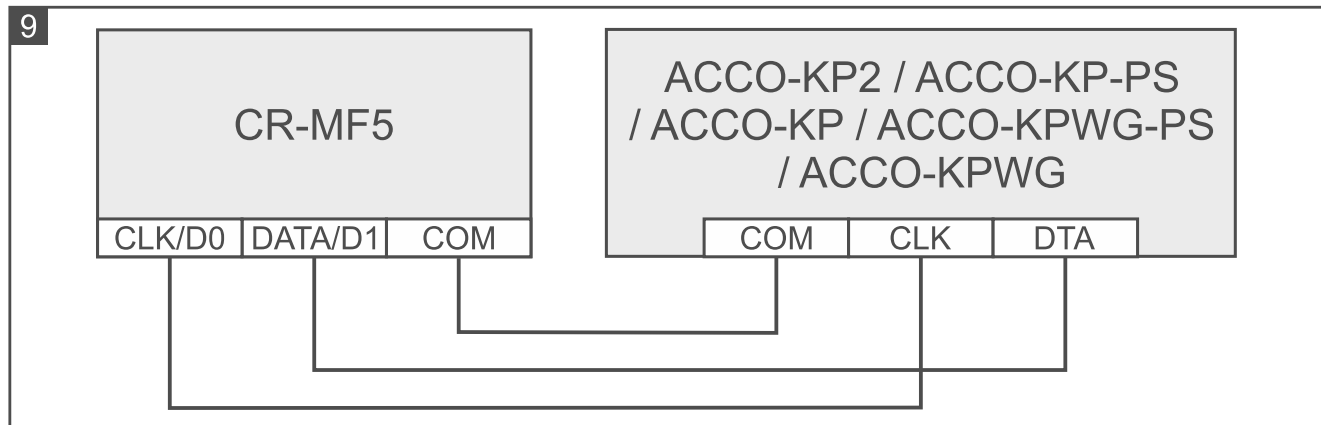 9
CR-MF5
CLK/D0 DATA/D1 COM
ACCO-KP2 / ACCO-KP-PS
/ ACCO-KP / ACCO-KPWG-PS
/ ACCO-KPWG
COM CLK DTA